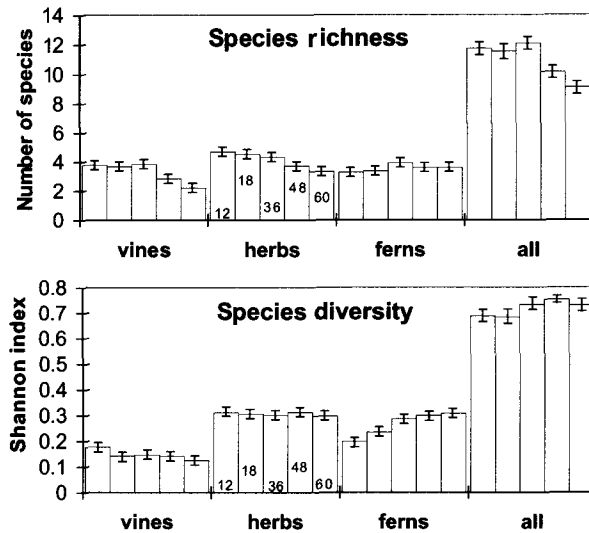 Species richness
Number of species
14
12
10
8
6
4
2
0
12
18
36
48
60
vines
herbs
ferns
all
Species diversity
Shannon index
0.8
0.7
0.6
0.5
0.4
0.3
0.2
0.1
0
12
18
36
48
60
vines
herbs
ferns
all